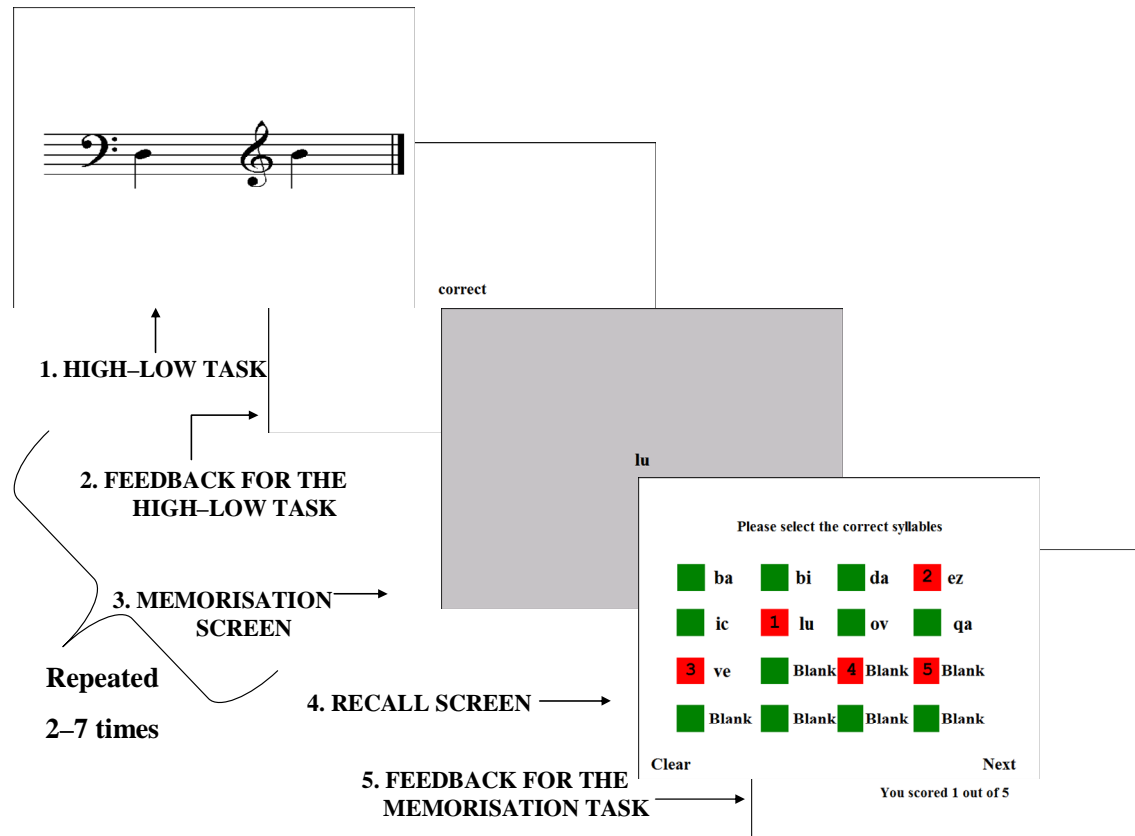 correct
1. HIGH–LOW TASK
2. FEEDBACK FOR THE
HIGH–LOW TASK
lu
3. MEMORISATION
SCREEN
Repeated
2–7 times
4. RECALL SCREEN
Please select the correct syllables
ba bi da 2 ez
ic 1 lu ov qa
3 ve Blank 4 Blank 5 Blank
Blank Blank Blank Blank
Clear Next
5. FEEDBACK FOR THE
MEMORISATION TASK
You scored 1 out of 5